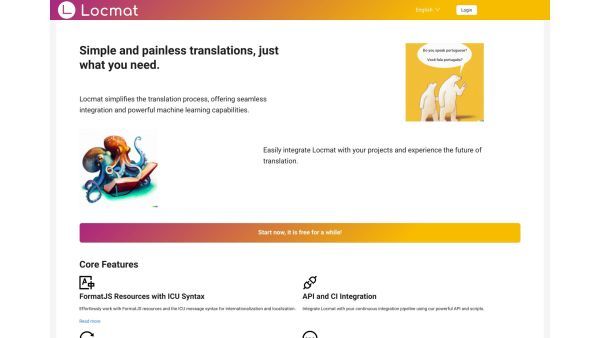 Locmat
English
Login
Simple and painless translations, just
what you need.
Do you speak portuguese?
Você fala português?
Locmat simplifies the translation process, offering seamless
integration and powerful machine learning capabilities.
Easily integrate Locmat with your projects and experience the future of
translation.
Start now, it is free for a while!
Core Features
FormatJS Resources with ICU Syntax
Effortlessly work with FormatJS resources and the ICU message syntax for internationalization and localization.
Read more
API and CI Integration
Integrate Locmat with your continuous integration pipeline using our powerful API and scripts.